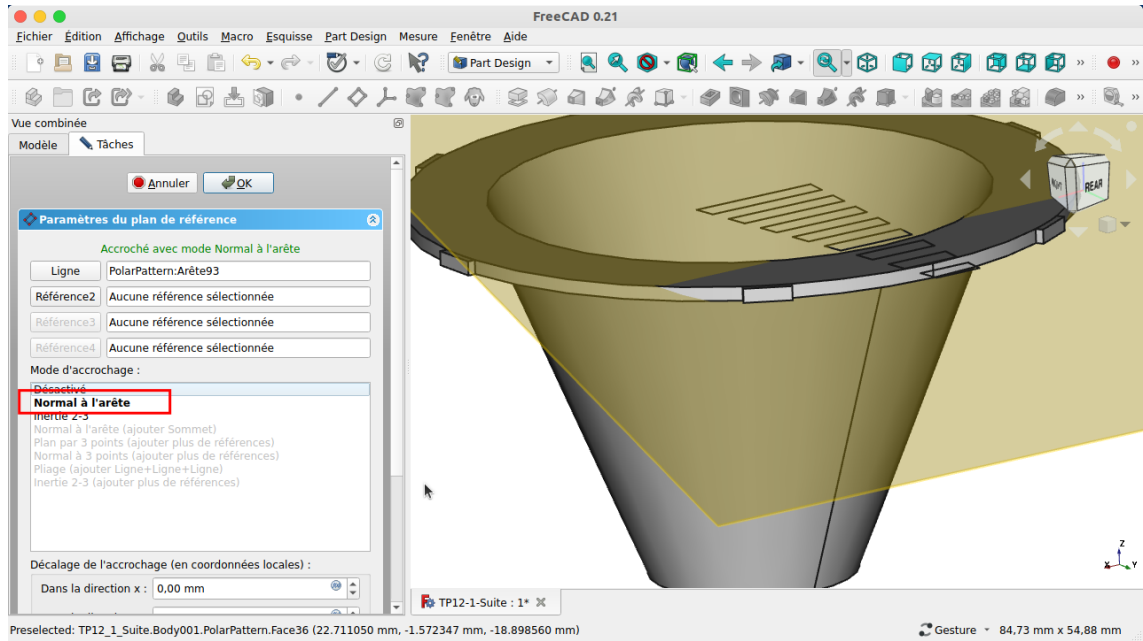 FreeCAD 0.21
Fichier Édition Affichage Outils Macro Esquisse Part Design Mesure Fenêtre Aide
Part Design
Vue combinée
Modèle Tâches
Annuler OK
Paramètres du plan de référence
Accroché avec mode Normal à l'arête
Ligne PolarPattern:Arête93
Référence2 Aucune référence sélectionnée
Référence3 Aucune référence sélectionnée
Référence4 Aucune référence sélectionnée
Mode d'accrochage :
Désactivé
Normal à l'arête
Inertie 2-3
Normal à l'arête (ajouter Sommet)
Plan par 3 points (ajouter plus de références)
Normal à 3 points (ajouter plus de références)
Pliage (ajouter Ligne+Ligne+Ligne)
Inertie 2-3 (ajouter plus de références)
Décalage de l'accrochage (en coordonnées locales) :
Dans la direction x : 0,00 mm
REAR
Z
X Y
TP12-1-Suite : 1*
Preselected: TP12_1_Suite.Body001.PolarPattern.Face36 (22.711050 mm, -1.572347 mm, -18.898560 mm)
Gesture 84,73 mm x 54,88 mm